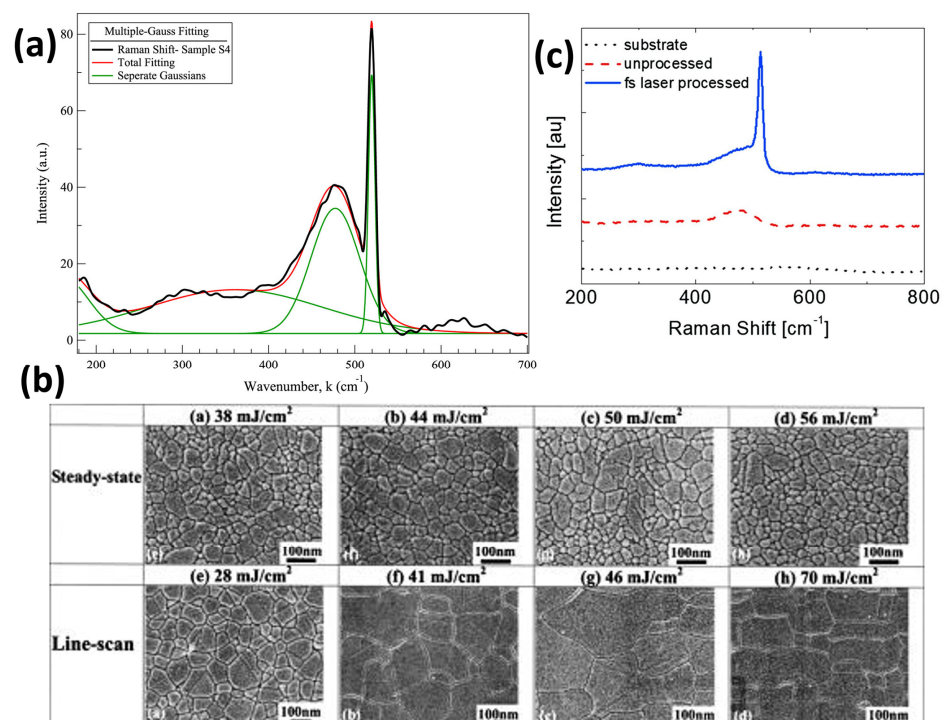 (a)
Multiple-Gauss Fitting
Raman Shift- Sample S4
Total Fitting
Seperate Gaussians
80
60
40
20
0
Intensity (a.u.)
200 300 400 500 600 700
Wavenumber, k (cm⁻¹)
(c)
substrate
unprocessed
fs laser processed
Intensity [au]
200 400 600 800
Raman Shift [cm⁻¹]
(b)
(a) 38 mJ/cm² (b) 44 mJ/cm² (c) 50 mJ/cm² (d) 56 mJ/cm²
Steady-state
100nm 100nm 100nm 100nm
(e) 28 mJ/cm² (f) 41 mJ/cm² (g) 46 mJ/cm² (h) 70 mJ/cm²
Line-scan
(a) 100nm (b) 100nm (c) 100nm (d) 100nm